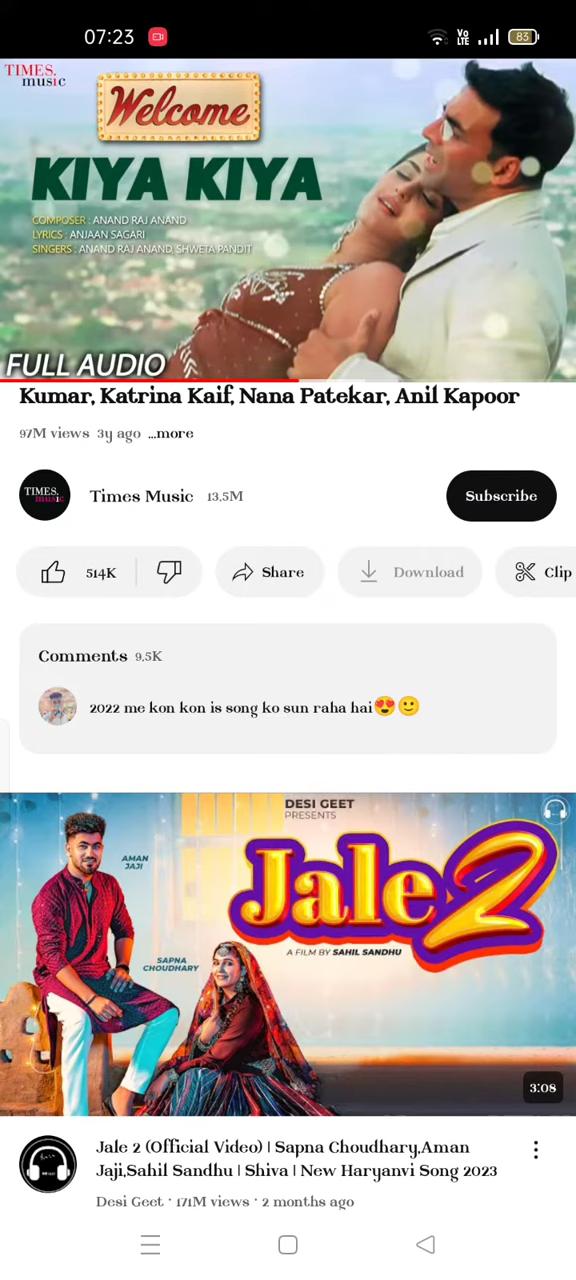 07:23
Vo
LTE
83
TIMES.
music
Welcome
KIYA KIYA
COMPOSER : ANAND RAJ ANAND
LYRICS : ANJAAN SAGARI
SINGERS : ANAND RAJ ANAND, SHWETA PANDIT
FULL AUDIO
Kumar, Katrina Kaif, Nana Patekar, Anil Kapoor
97M views 3y ago ...more
TIMES.
music
Times Music 13.5M
Subscribe
514K
Share
Download
Clip
Comments 9.5K
2022 me kon kon is song ko sun raha hai😍🙂
DESI GEET
PRESENTS
AMAN
JAJI
Jale 2
SAPNA
CHOUDHARY
A FILM BY SAHIL SANDHU
3:08
Jale 2 (Official Video) | Sapna Choudhary,Aman
Jaji,Sahil Sandhu | Shiva | New Haryanvi Song 2023
Desi Geet · 171M views · 2 months ago